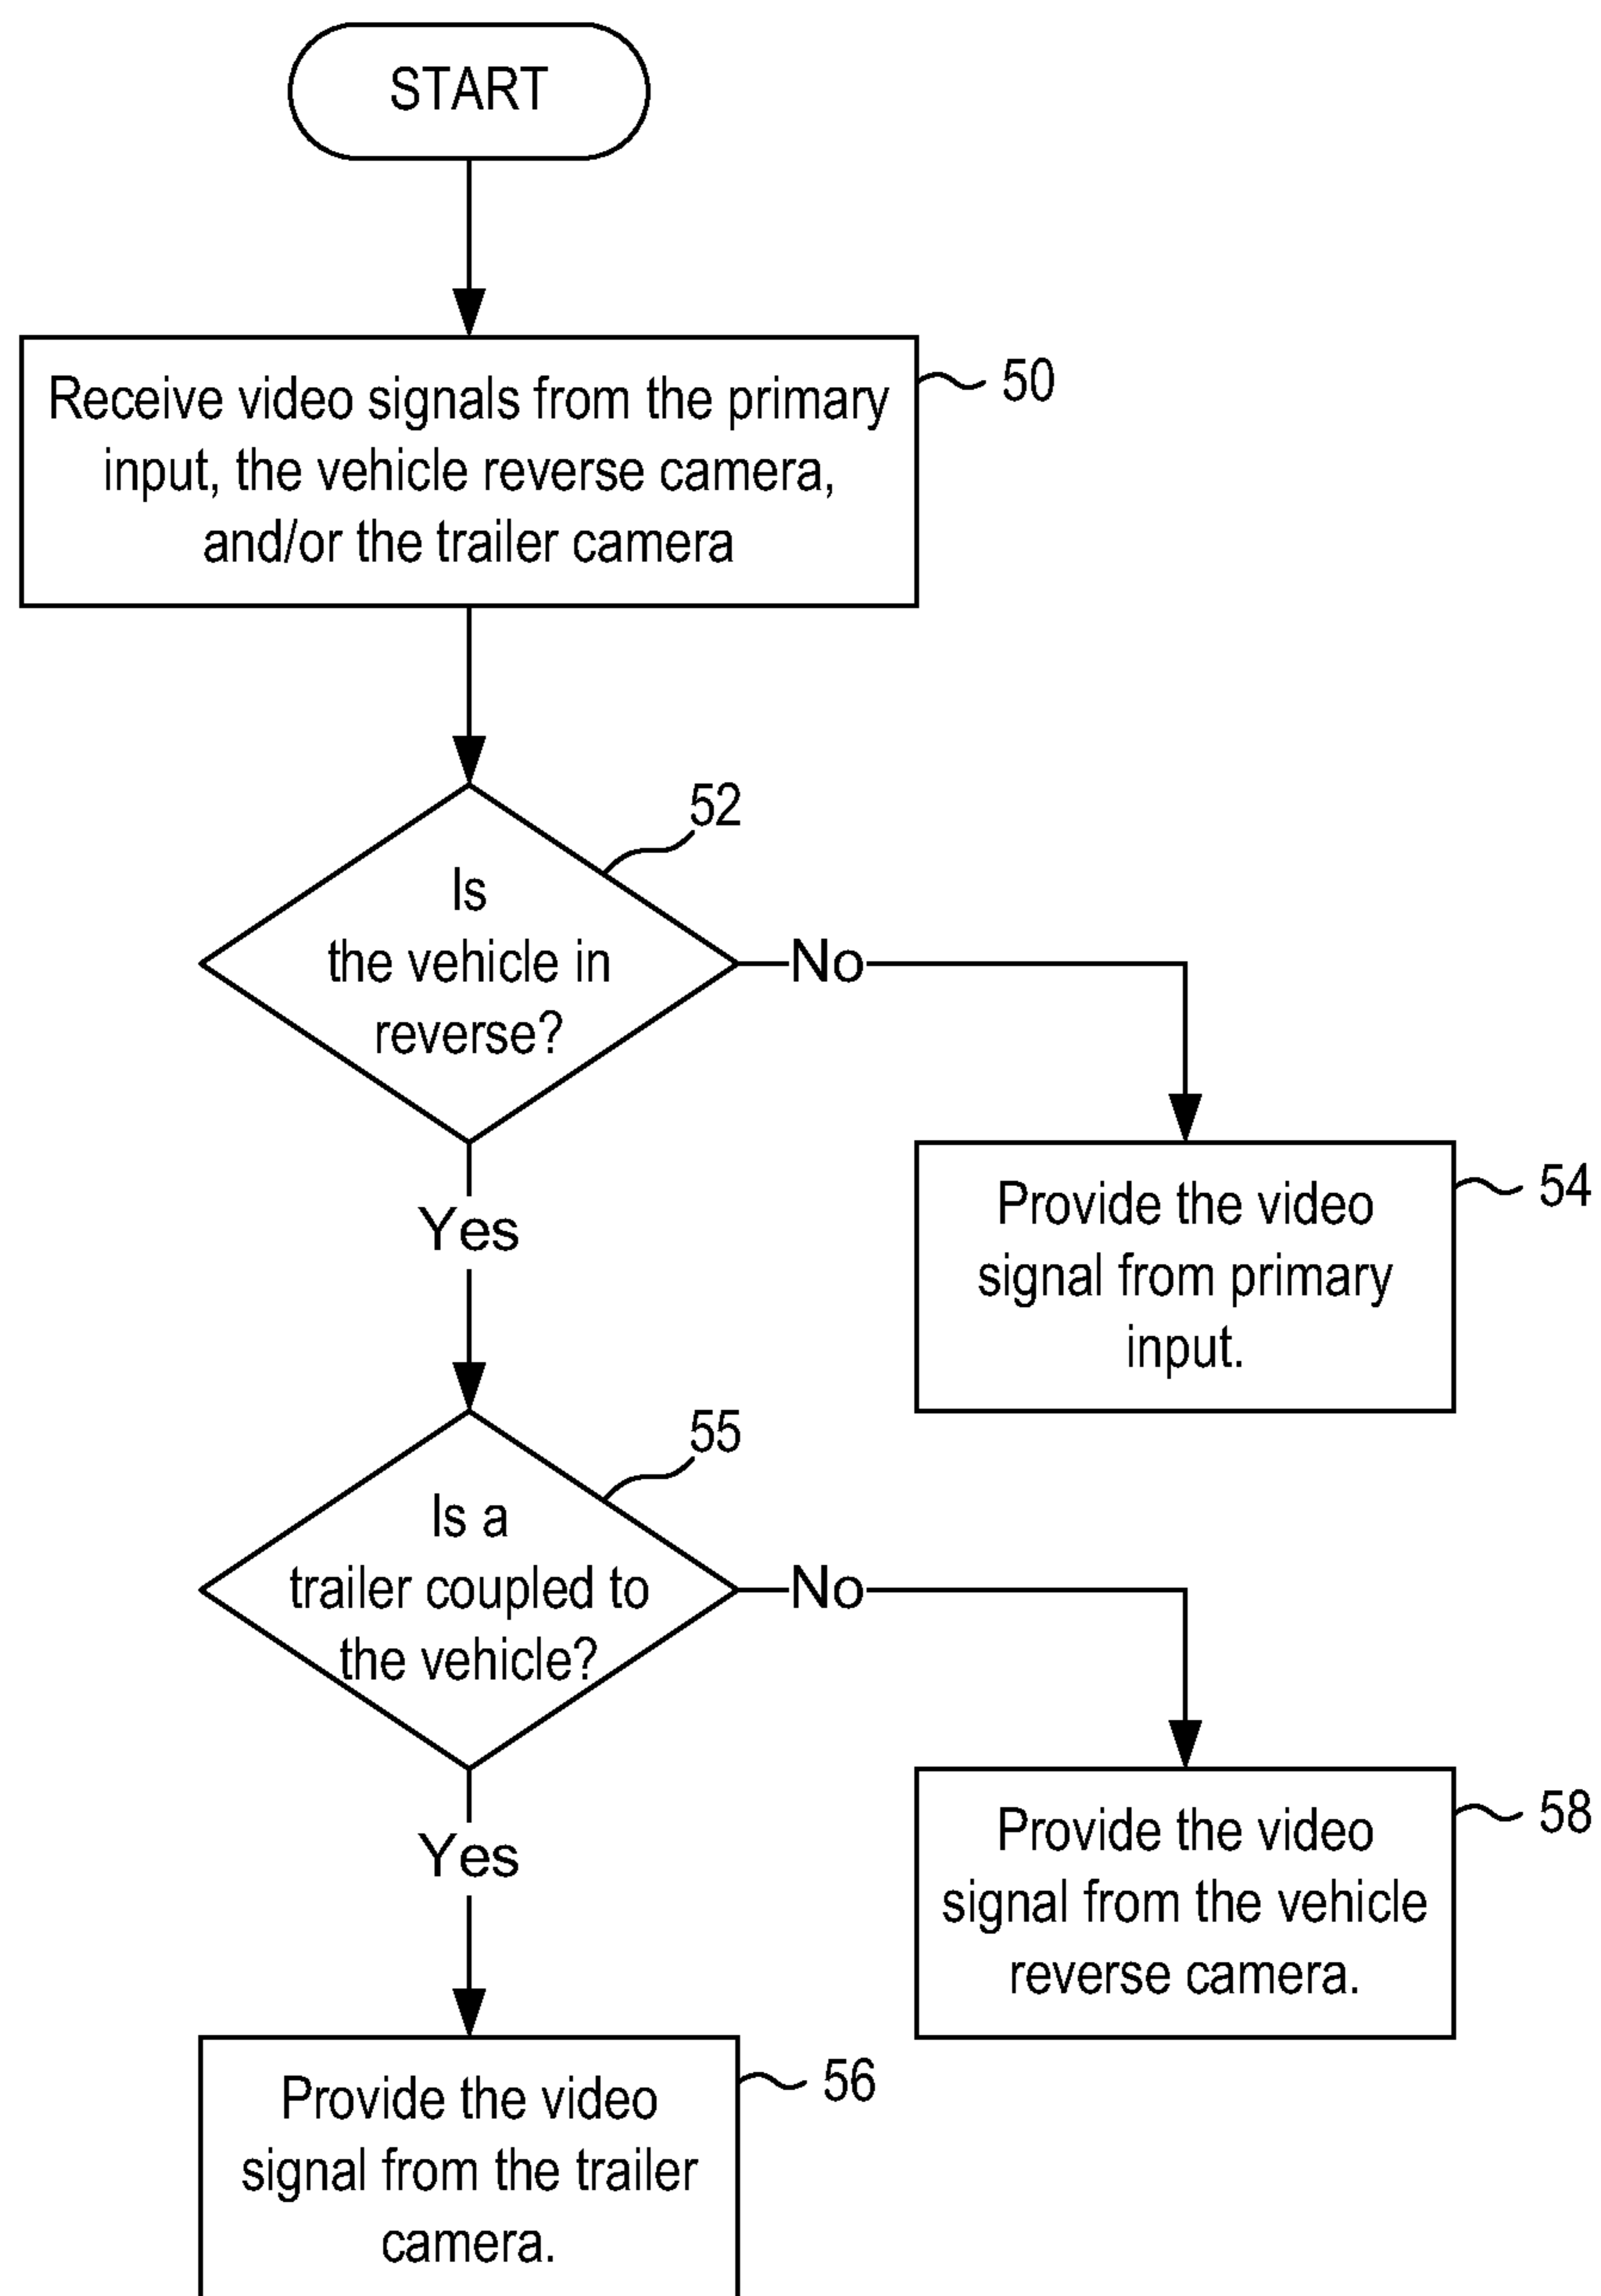 START
Receive video signals from the primary
input, the vehicle reverse camera,
and/or the trailer camera
50
52
Is
the vehicle in
reverse?
No
Yes
Provide the video
signal from primary
input.
54
55
Is a
trailer coupled to
the vehicle?
No
Yes
Provide the video
signal from the vehicle
reverse camera.
58
Provide the video
signal from the trailer
camera.
56